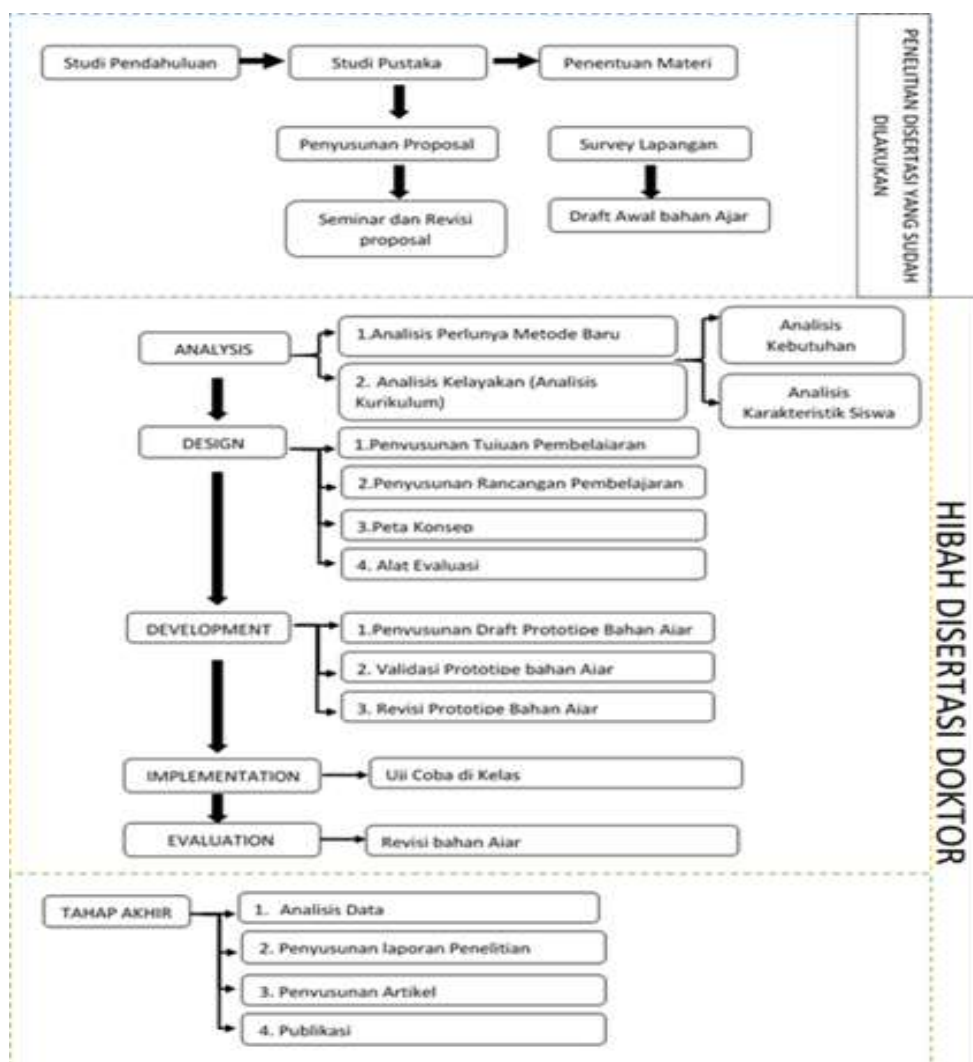 Studi Pendahuluan
Studi Pustaka
Penentuan Materi
Penyusunan Proposal
Survey Lapangan
Seminar dan Revisi
proposal
Draft Awal bahan Ajar
PENELITIAN DISERTASI YANG SUDAH
DILAKUKAN
ANALYSIS
1.Analisis Perlunya Metode Baru
2. Analisis Kelayakan (Analisis
Kurikulum)
Analisis
Kebutuhan
Analisis
Karakteristik Siswa
DESIGN
1.Penyusunan Tujuan Pembelajaran
2.Penyusunan Rancangan Pembelajaran
3.Peta Konsep
4. Alat Evaluasi
DEVELOPMENT
1.Penyusunan Draft Prototipe Bahan Ajar
2. Validasi Prototipe bahan Ajar
3. Revisi Prototipe Bahan Ajar
IMPLEMENTATION
Uji Coba di Kelas
EVALUATION
Revisi bahan Ajar
HIBAH DISERTASI DOKTOR
TAHAP AKHIR
1. Analisis Data
2. Penyusunan laporan Penelitian
3. Penyusunan Artikel
4. Publikasi